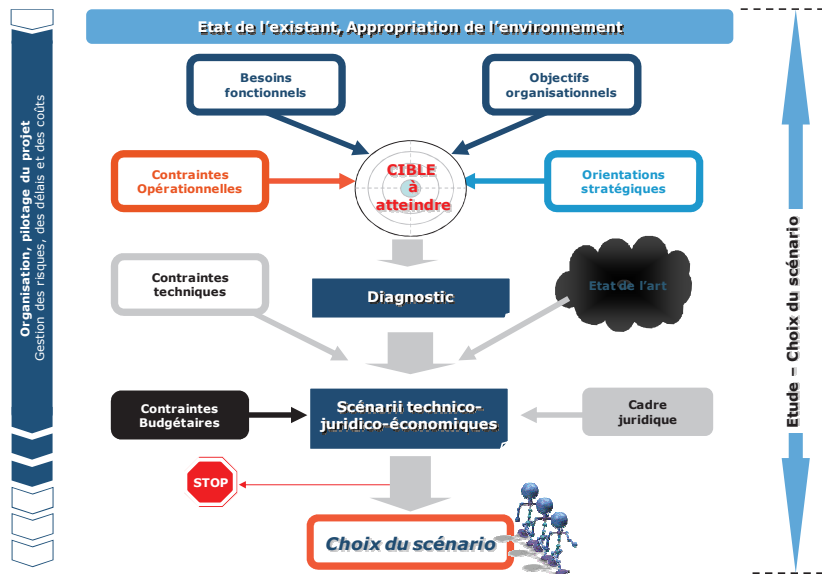 Etat de l'existant, Appropriation de l'environnement
Organisation, pilotage du projet
Gestion des risques, des délais et des coûts
Besoins
fonctionnels
Objectifs
organisationnels
Contraintes
Opérationnelles
CIBLE
à
atteindre
Orientations
stratégiques
Contraintes
techniques
Diagnostic
Etat de l'art
Contraintes
Budgétaires
Scénarii technico-
juridico-économiques
Cadre
juridique
STOP
Choix du scénario
Etude – Choix du scénario